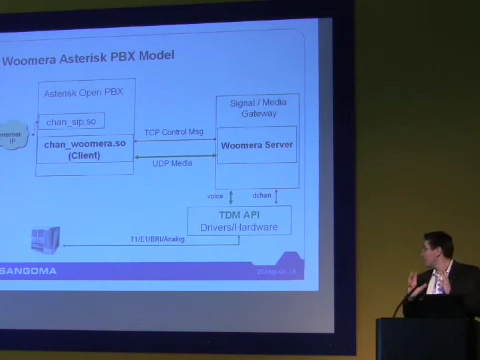 Woomera Asterisk PBX Model
Asterisk Open PBX
chan_sip.so
chan_woomera.so
(Client)
IP
TCP Control Msg
UDP Media
Signal / Media
Gateway
Woomera Server
voice
dchan
TDM API
Drivers/Hardware
T1/E1/BRI/Analog
SANGOMA